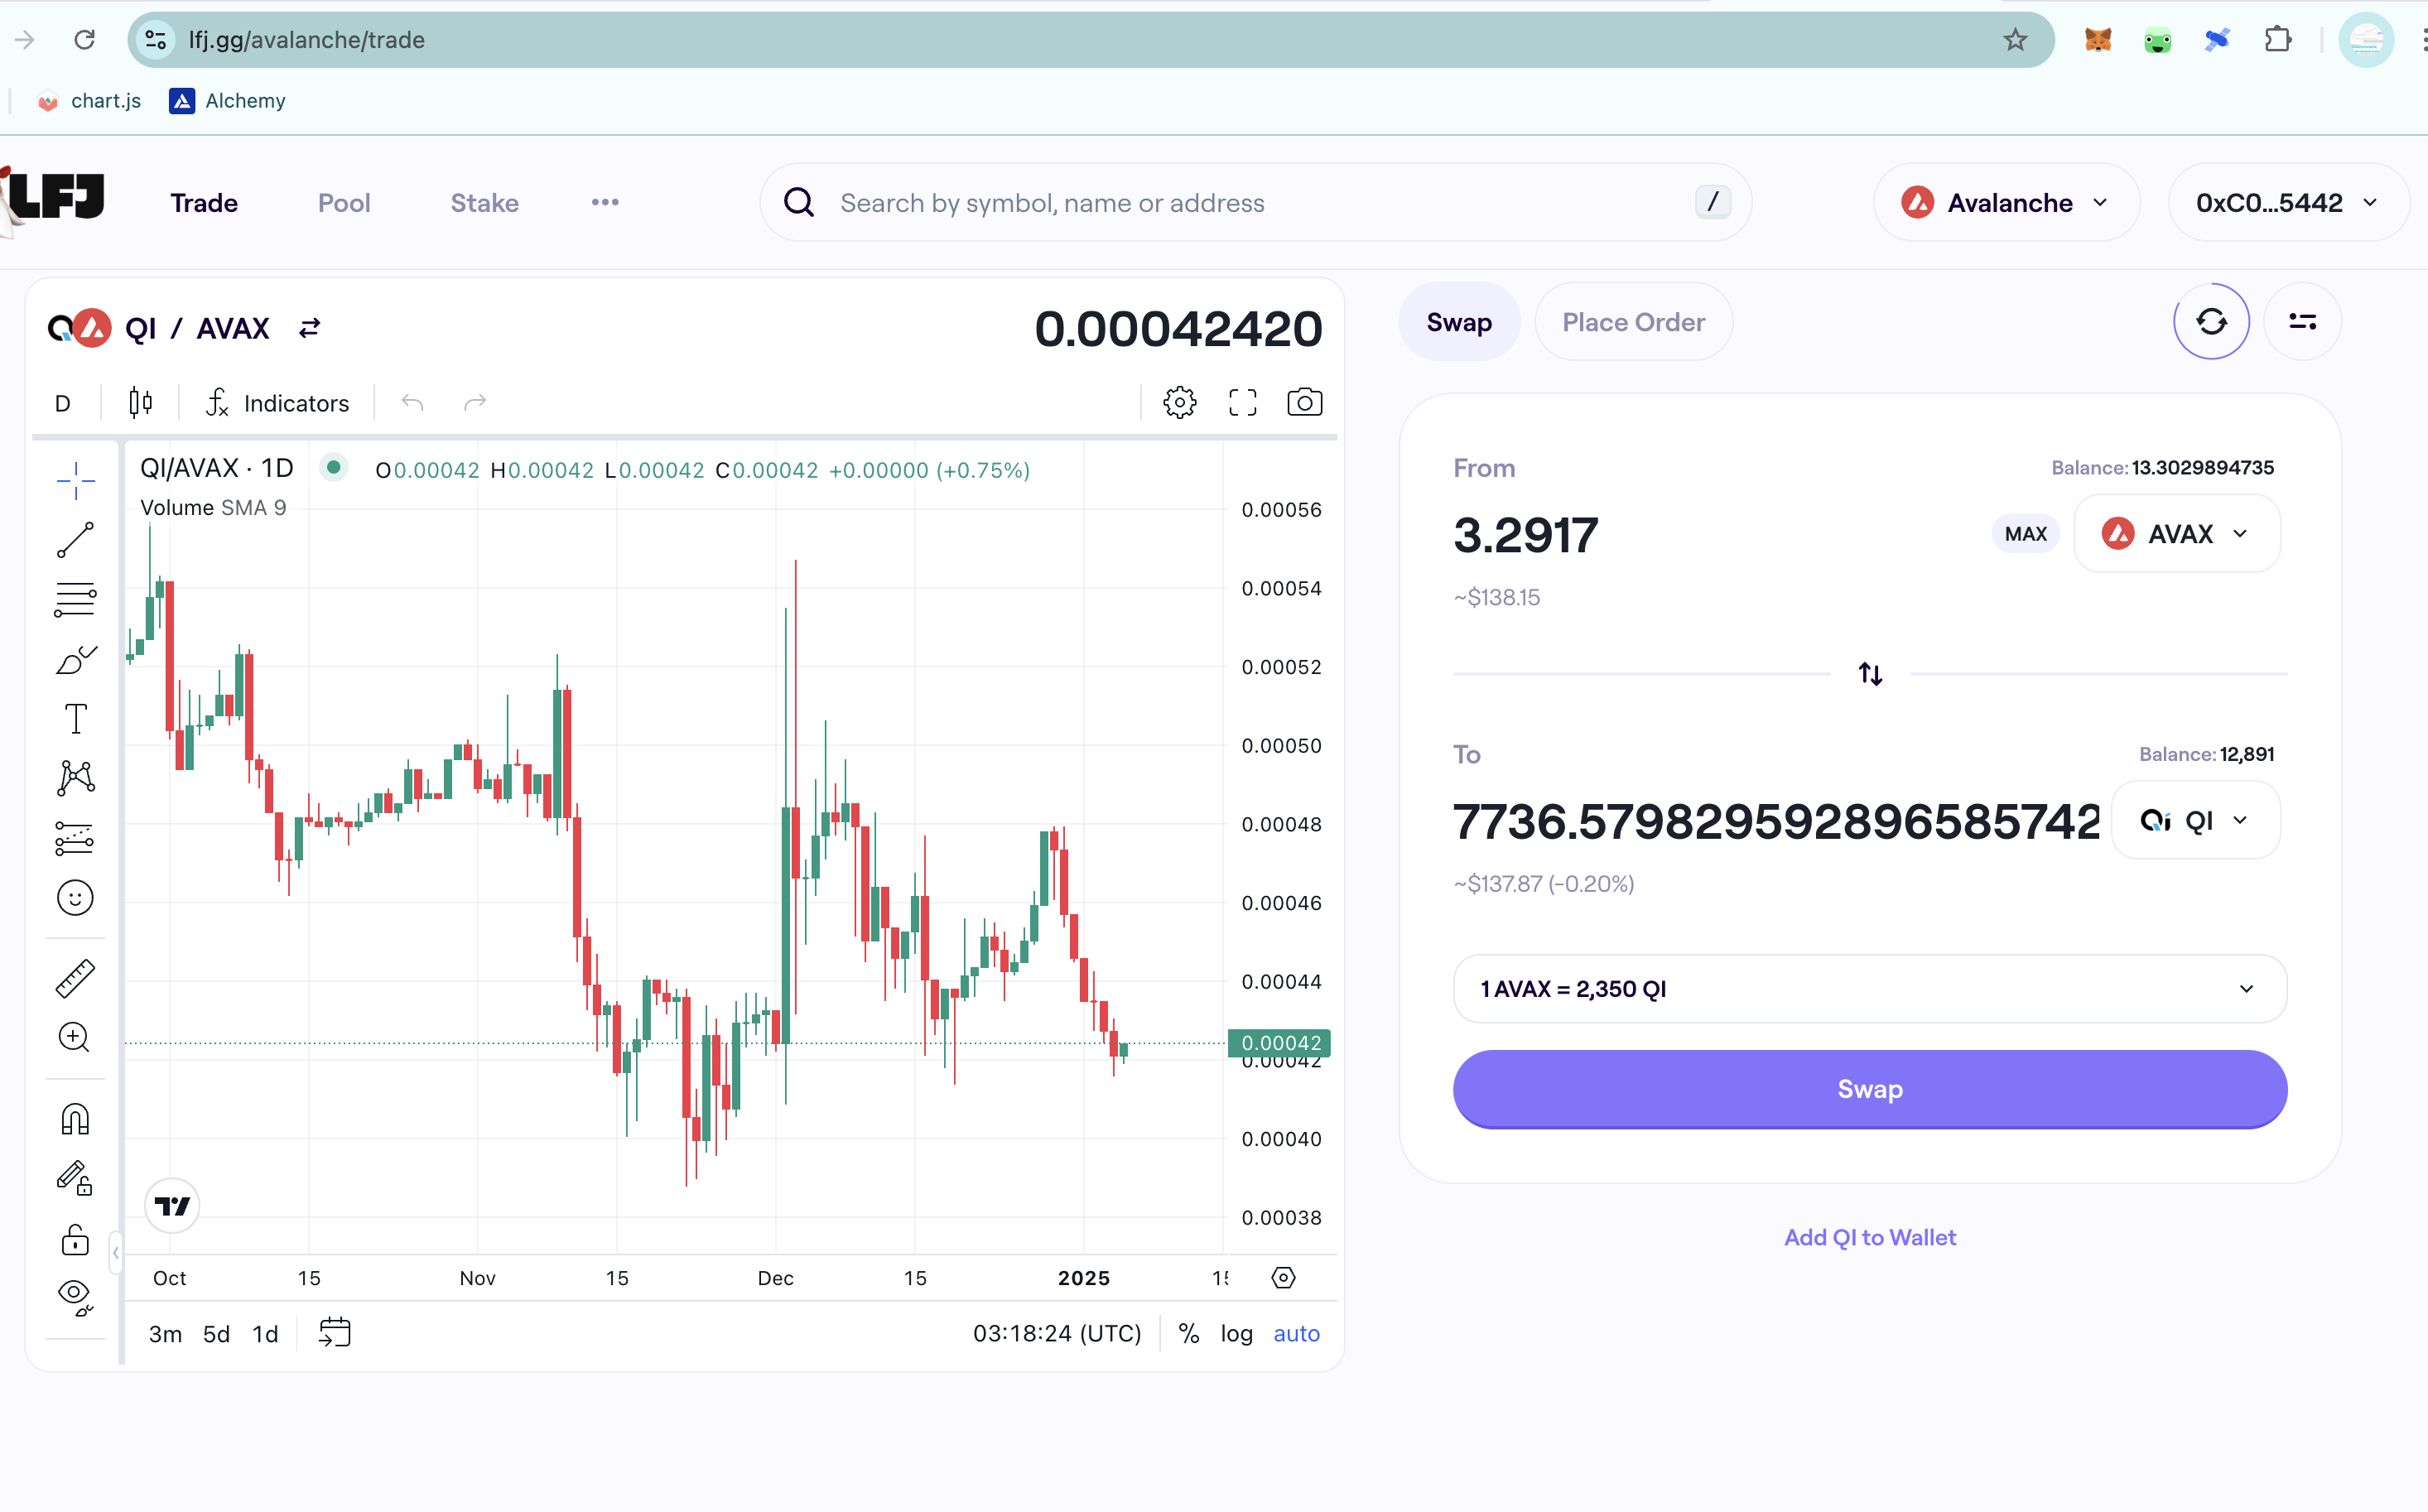 lfj.gg/avalanche/trade
chart.js
Alchemy
LFJ
Trade
Pool
Stake
Search by symbol, name or address
/
Avalanche
0xC0...5442
QI / AVAX
0.00042420
D
Indicators
QI/AVAX · 1D
O0.00042 H0.00042 L0.00042 C0.00042 +0.00000 (+0.75%)
Volume SMA 9
0.00056
0.00054
0.00052
0.00050
0.00048
0.00046
0.00044
0.00042
0.00042
0.00040
0.00038
Oct
15
Nov
15
Dec
15
2025
15
3m
5d
1d
03:18:24 (UTC)
%
log
auto
Swap
Place Order
From
Balance: 13.3029894735
3.2917
MAX
AVAX
~$138.15
To
Balance: 12,891
7736.579829592896585742
QI
~$137.87 (-0.20%)
1 AVAX = 2,350 QI
Swap
Add QI to Wallet